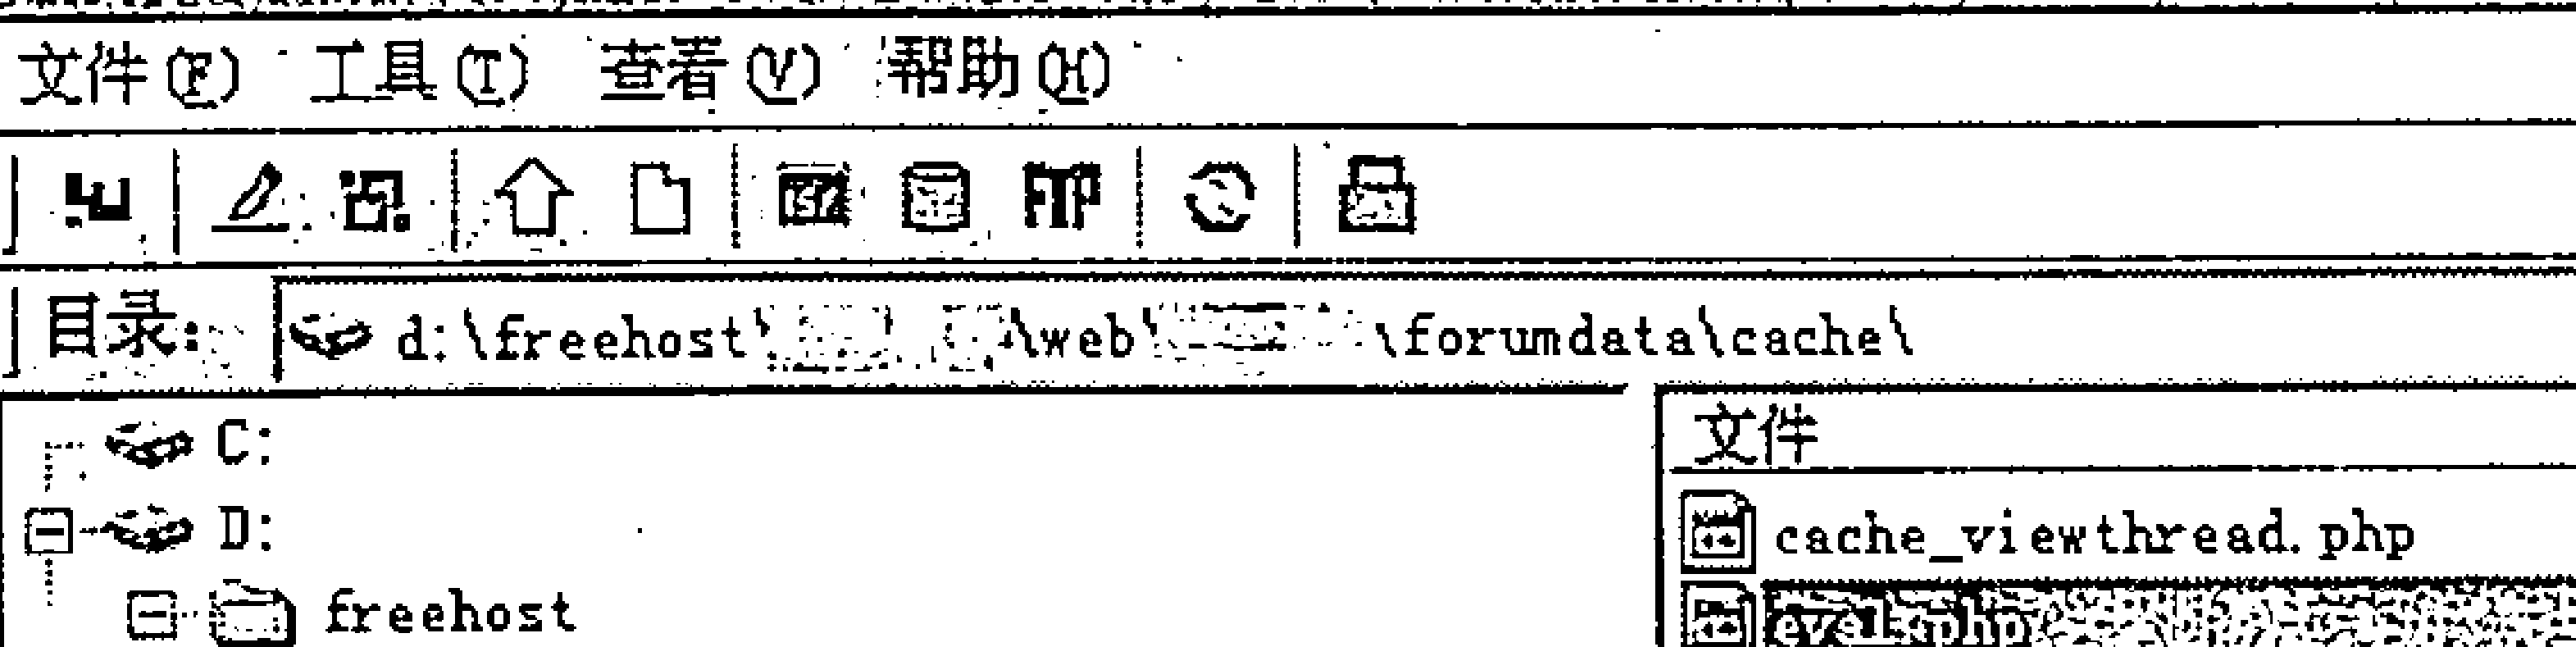 文件(F) 工具(T) 查看(V) 帮助(H)
FTP
目录: d:\freehost\ \web\ \forumdata\cache\
C:
文件
D:
cache_viewthread.php
freehost
eval.php